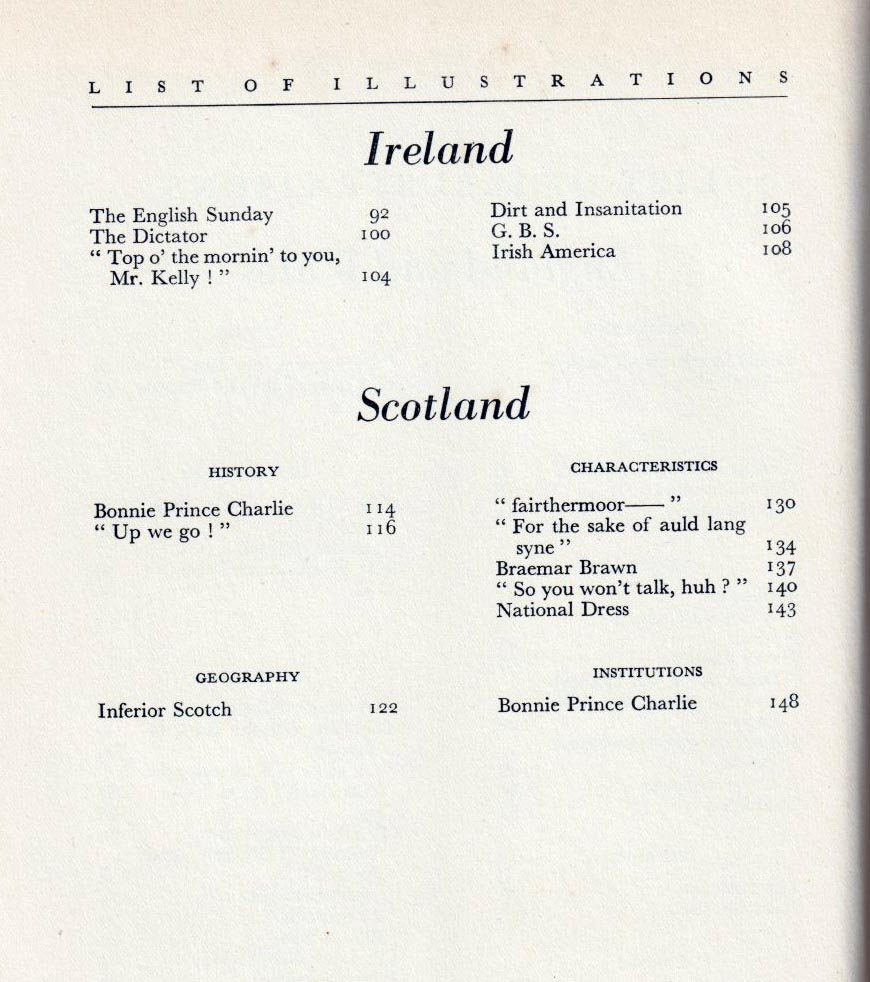 LIST OF ILLUSTRATIONS
Ireland
The English Sunday 92
The Dictator 100
“ Top o’ the mornin’ to you,
Mr. Kelly ! ” 104
Dirt and Insanitation 105
G. B. S. 106
Irish America 108
Scotland
HISTORY
Bonnie Prince Charlie 114
“ Up we go ! ” 116
CHARACTERISTICS
“ fairthermoor—— ” 130
“ For the sake of auld lang
syne ” 134
Braemar Brawn 137
“ So you won’t talk, huh ? ” 140
National Dress 143
GEOGRAPHY
Inferior Scotch 122
INSTITUTIONS
Bonnie Prince Charlie 148